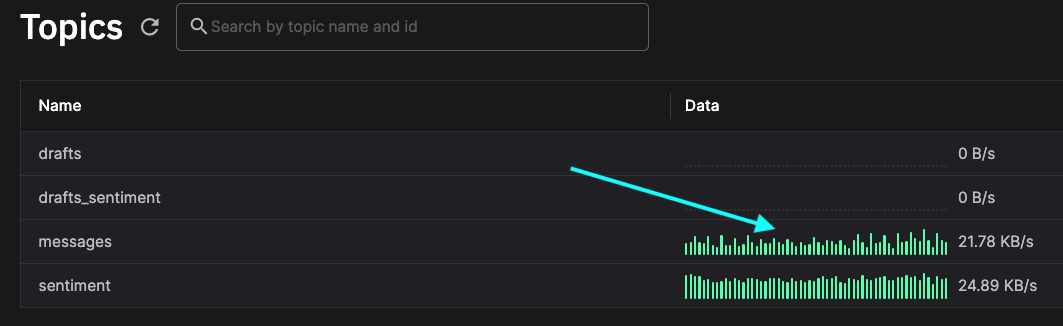 Topics
Search by topic name and id
Name Data
drafts 0 B/s
drafts_sentiment 0 B/s
messages 21.78 KB/s
sentiment 24.89 KB/s